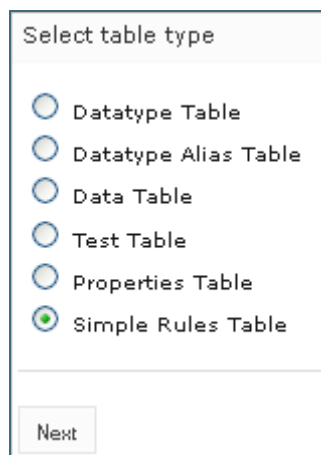 Select table type
Datatype Table
Datatype Alias Table
Data Table
Test Table
Properties Table
Simple Rules Table
Next